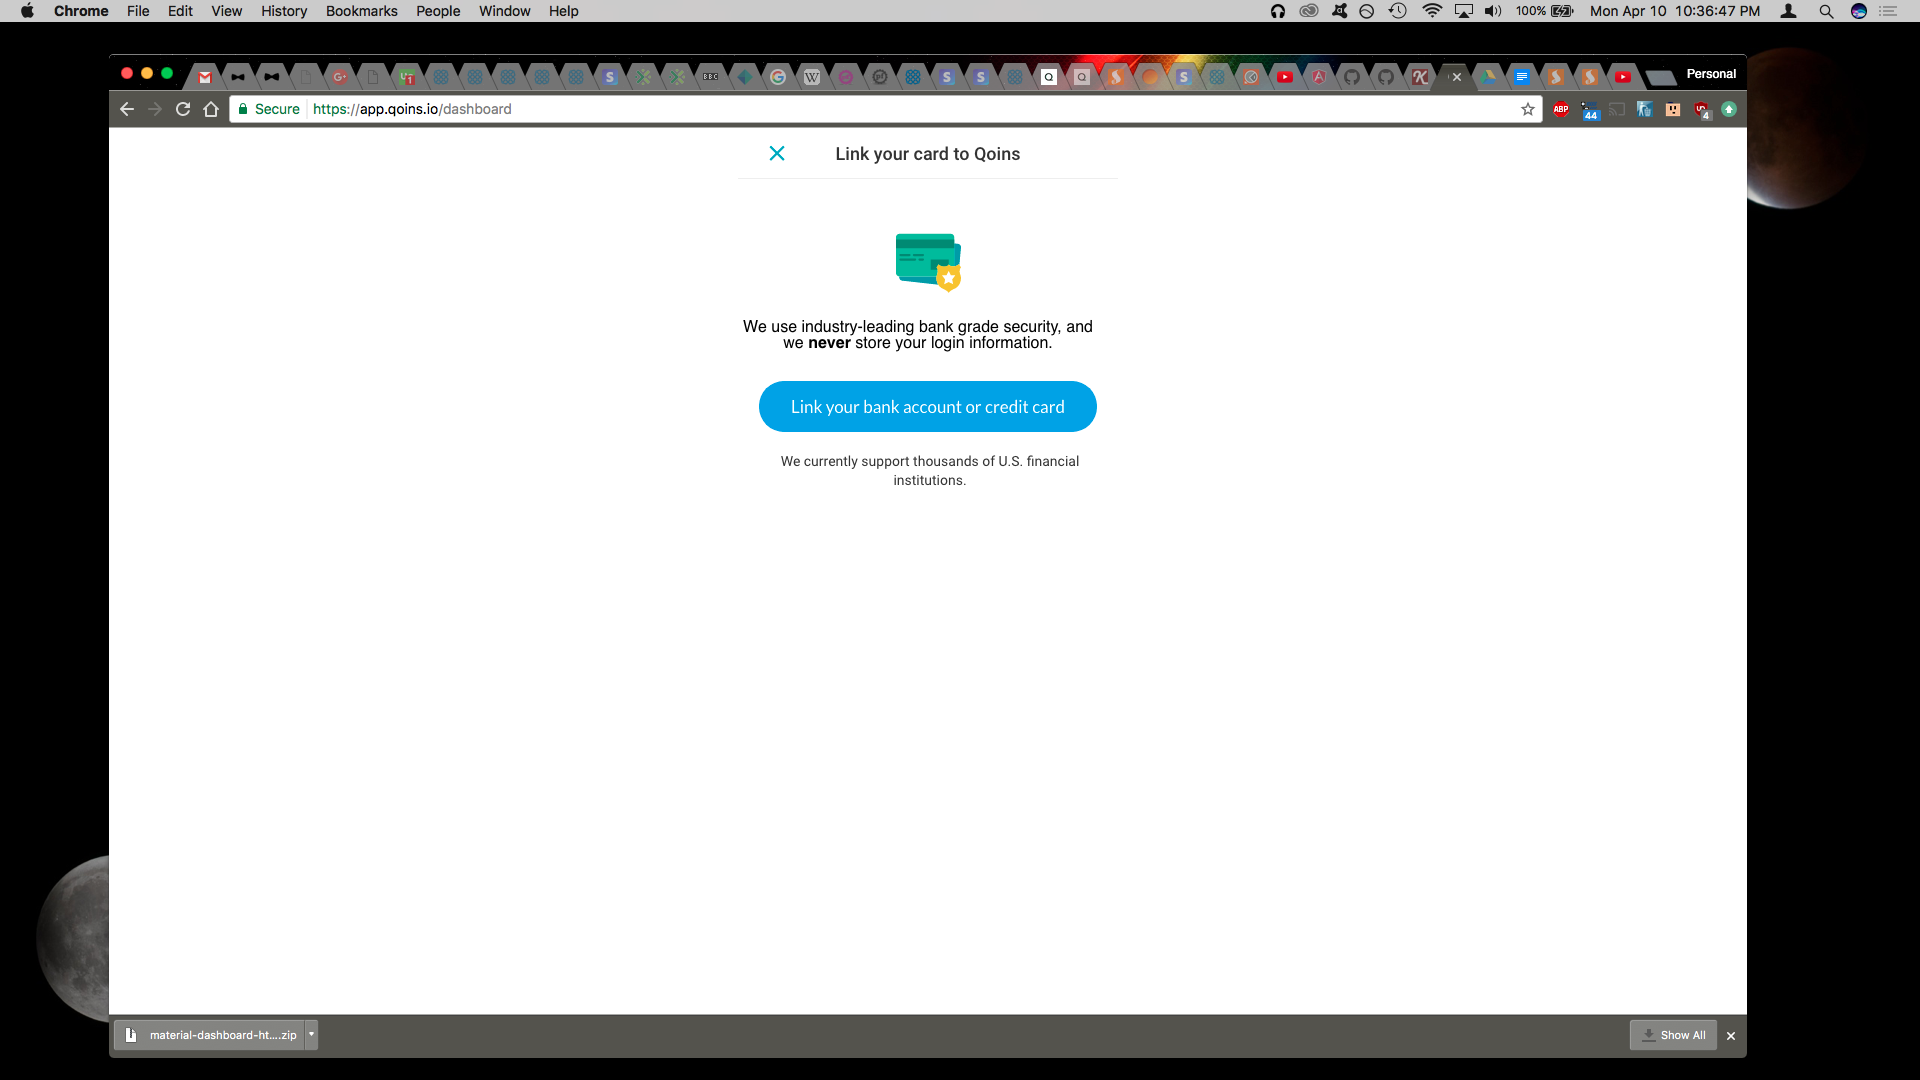 Chrome File Edit View History Bookmarks People Window Help 100% Mon Apr 10 10:36:47 PM
Personal
Secure https://app.qoins.io/dashboard ABP 44 4
Link your card to Qoins
We use industry-leading bank grade security, and
we never store your login information.
Link your bank account or credit card
We currently support thousands of U.S. financial
institutions.
material-dashboard-ht....zip Show All